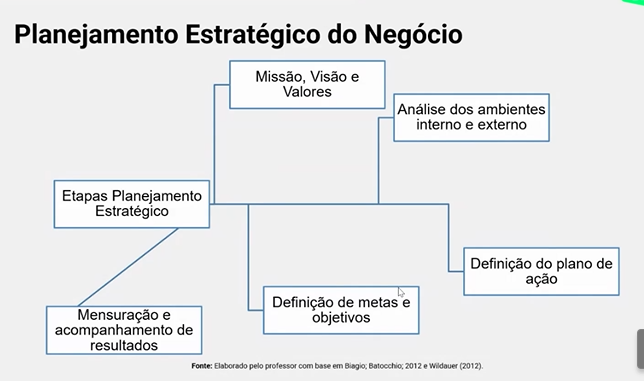 Planejamento Estratégico do Negócio
Missão, Visão e
Valores
Análise dos ambientes
interno e externo
Etapas Planejamento
Estratégico
Definição do plano de
ação
Definição de metas e
objetivos
Mensuração e
acompanhamento de
resultados
Fonte: Elaborado pelo professor com base em Biagio; Batocchio; 2012 e Wildauer (2012).